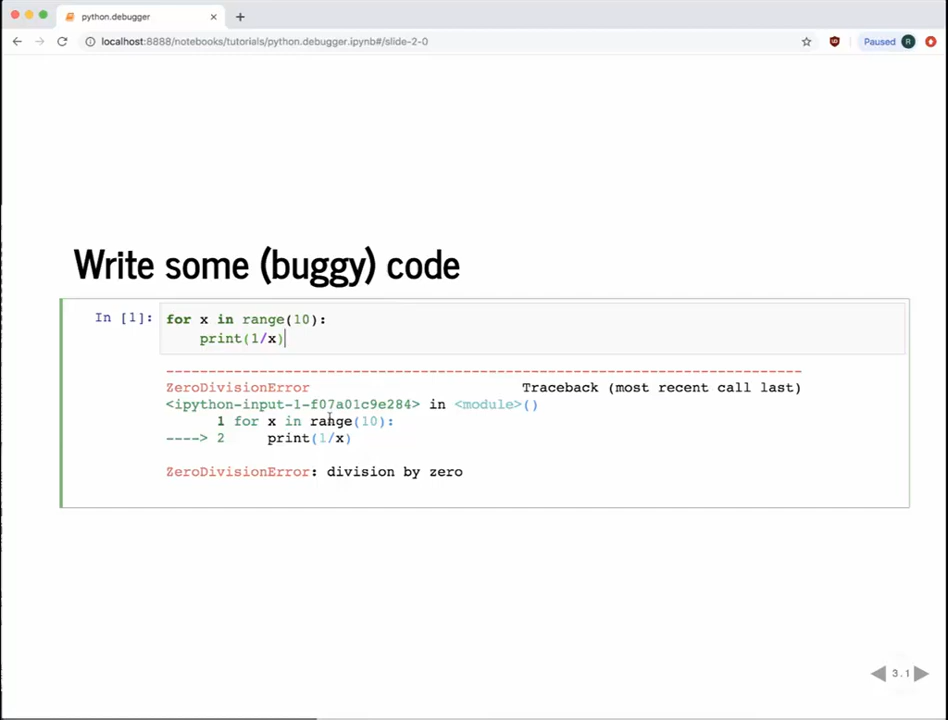 python.debugger
localhost:8888/notebooks/tutorials/python.debugger.ipynb#/slide-2-0
Paused R
Write some (buggy) code
In [1]: for x in range(10):
print(1/x)
---------------------------------------------------------------------------
ZeroDivisionError Traceback (most recent call last)
<ipython-input-1-f07a01c9e284> in <module>()
1 for x in range(10):
----> 2 print(1/x)
ZeroDivisionError: division by zero
3.1